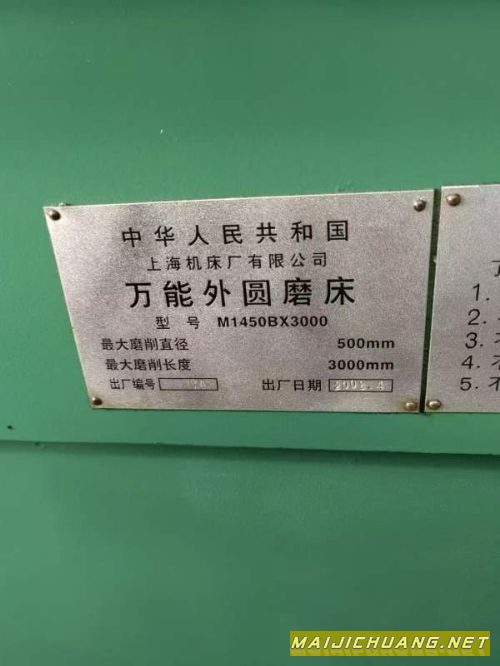 中华人民共和国
上海机床厂有限公司
万能外圆磨床
型 号 M1450BX3000
最大磨削直径 500mm
最大磨削长度 3000mm
出厂编号 出厂日期
1.
2.
3.
4.
5.
MAIJICHUANG.NET